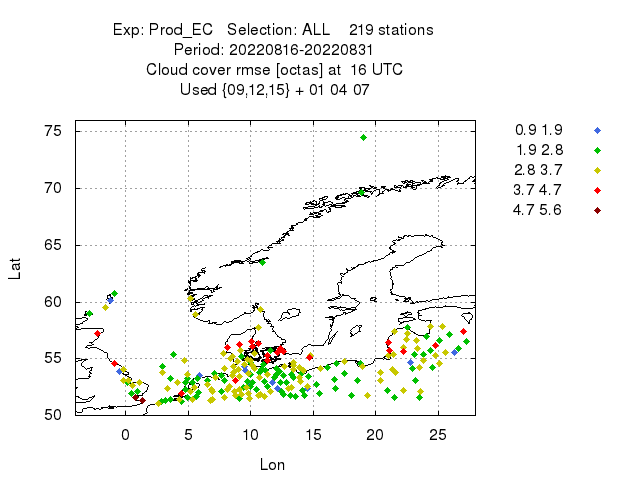 Exp: Prod_EC Selection: ALL 219 stations
Period: 20220816-20220831
Cloud cover rmse [octas] at 16 UTC
Used {09,12,15} + 01 04 07
0.9 1.9
1.9 2.8
2.8 3.7
3.7 4.7
4.7 5.6
75
70
65
60
55
50
Lat
0 5 10 15 20 25
Lon